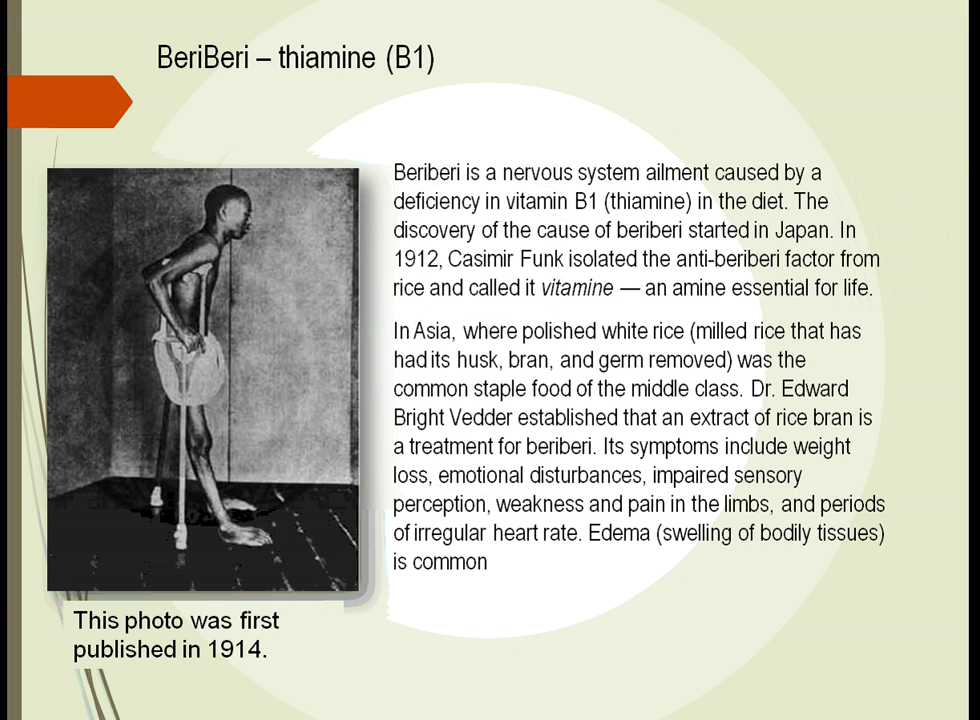 BeriBeri – thiamine (B1)
Beriberi is a nervous system ailment caused by a
deficiency in vitamin B1 (thiamine) in the diet. The
discovery of the cause of beriberi started in Japan. In
1912, Casimir Funk isolated the anti-beriberi factor from
rice and called it vitamine — an amine essential for life.
In Asia, where polished white rice (milled rice that has
had its husk, bran, and germ removed) was the
common staple food of the middle class. Dr. Edward
Bright Vedder established that an extract of rice bran is
a treatment for beriberi. Its symptoms include weight
loss, emotional disturbances, impaired sensory
perception, weakness and pain in the limbs, and periods
of irregular heart rate. Edema (swelling of bodily tissues)
is common
This photo was first
published in 1914.